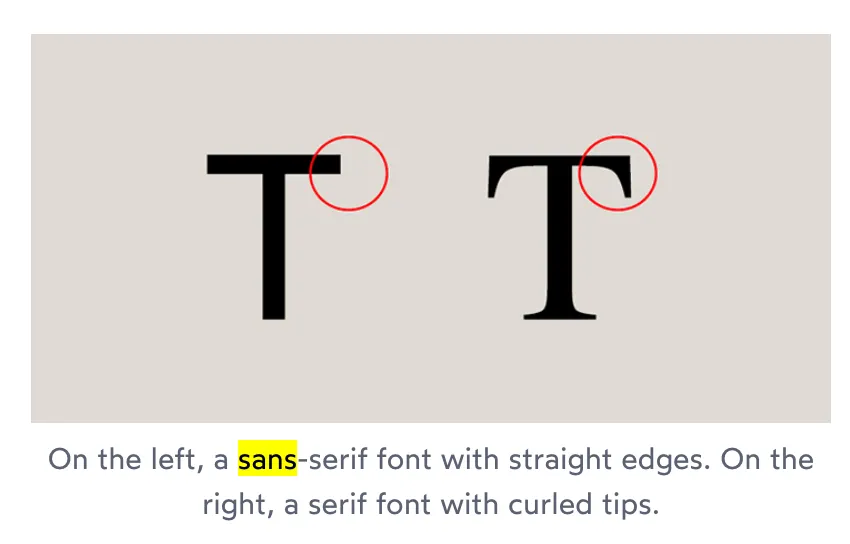 T T
On the left, a sans-serif font with straight edges. On the
right, a serif font with curled tips.